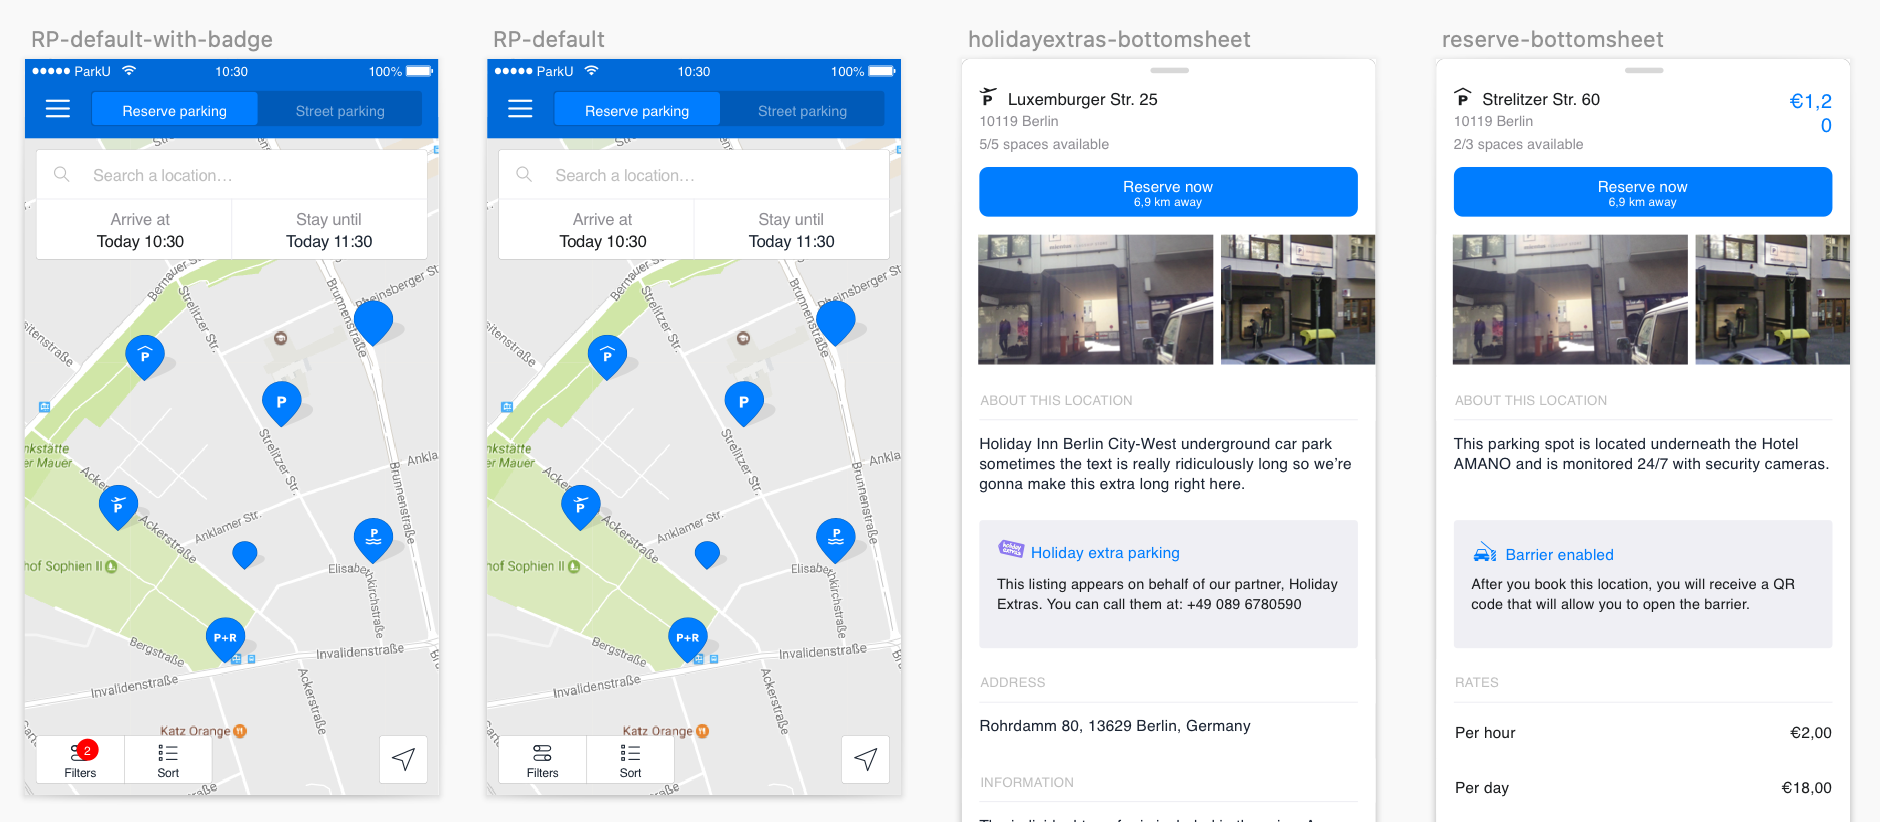 RP-default-with-badge
ParkU
10:30
100%
Reserve parking
Street parking
Search a location...
Arrive at
Today 10:30
Stay until
Today 11:30
Bernauer Str.
Strelitzer Str.
Brunnenstraße
Rheinsberger St
P
P
nkstätte
er Mauer
Ackerstraße
Strelitzer Str.
Ankla
Brunnenstraße
P
Anklamer Str.
P
hof Sophien II
Elisabethkirchstraße
P+R
Bergstraße
Invalidenstraße
Invalidenstraße
Ackerstraße
Katz Orange
2
Filters
Sort
RP-default
ParkU
10:30
100%
Reserve parking
Street parking
Search a location...
Arrive at
Today 10:30
Stay until
Today 11:30
Bernauer Str.
Strelitzer Str.
Brunnenstraße
Rheinsberger St
P
P
nkstätte
er Mauer
Ackerstraße
Strelitzer Str.
Ankla
Brunnenstraße
P
Anklamer Str.
P
hof Sophien II
Elisabethkirchstraße
P+R
Bergstraße
Invalidenstraße
Invalidenstraße
Ackerstraße
Katz Orange
Filters
Sort
holidayextras-bottomsheet
P
Luxemburger Str. 25
10119 Berlin
5/5 spaces available
Reserve now
6,9 km away
ABOUT THIS LOCATION
Holiday Inn Berlin City-West underground car park
sometimes the text is really ridiculously long so we're
gonna make this extra long right here.
holiday
extras
Holiday extra parking
This listing appears on behalf of our partner, Holiday
Extras. You can call them at: +49 089 6780590
ADDRESS
Rohrdamm 80, 13629 Berlin, Germany
INFORMATION
reserve-bottomsheet
P
Strelitzer Str. 60
€1,2
0
10119 Berlin
2/3 spaces available
Reserve now
6,9 km away
ABOUT THIS LOCATION
This parking spot is located underneath the Hotel
AMANO and is monitored 24/7 with security cameras.
Barrier enabled
After you book this location, you will receive a QR
code that will allow you to open the barrier.
RATES
Per hour
€2,00
Per day
€18,00